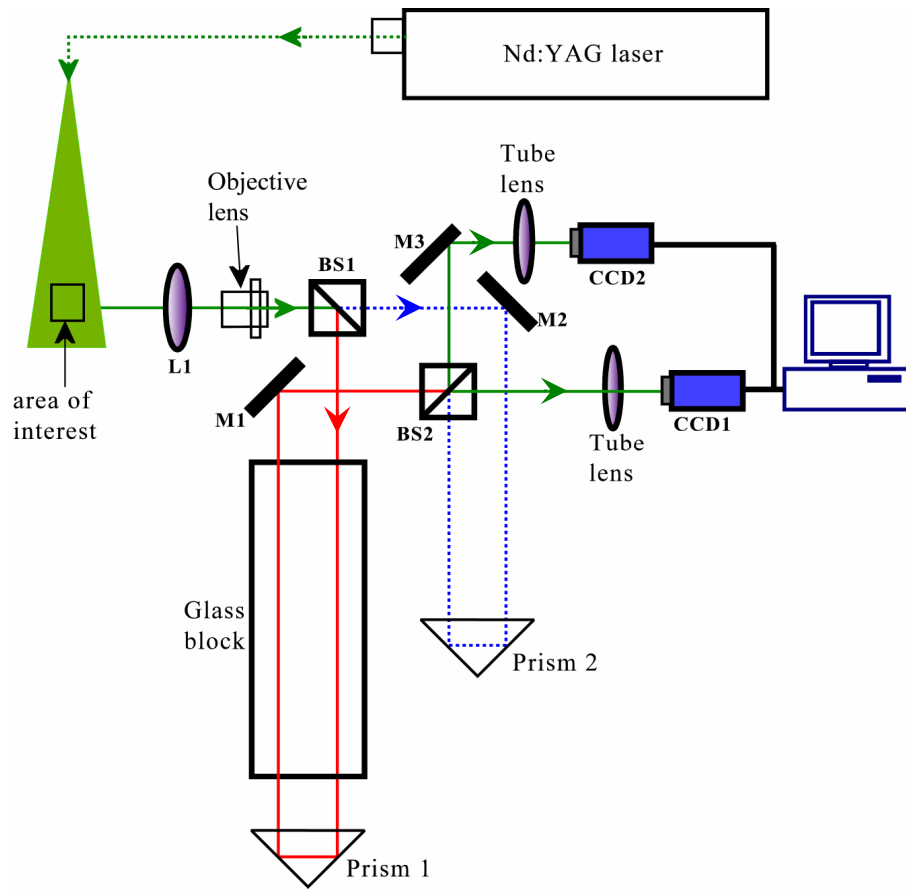 Nd:YAG laser
Tube
lens
Objective
lens
M3
BS1
CCD2
M2
L1
area of
interest
M1
BS2
CCD1
Tube
lens
Glass
block
Prism 2
Prism 1